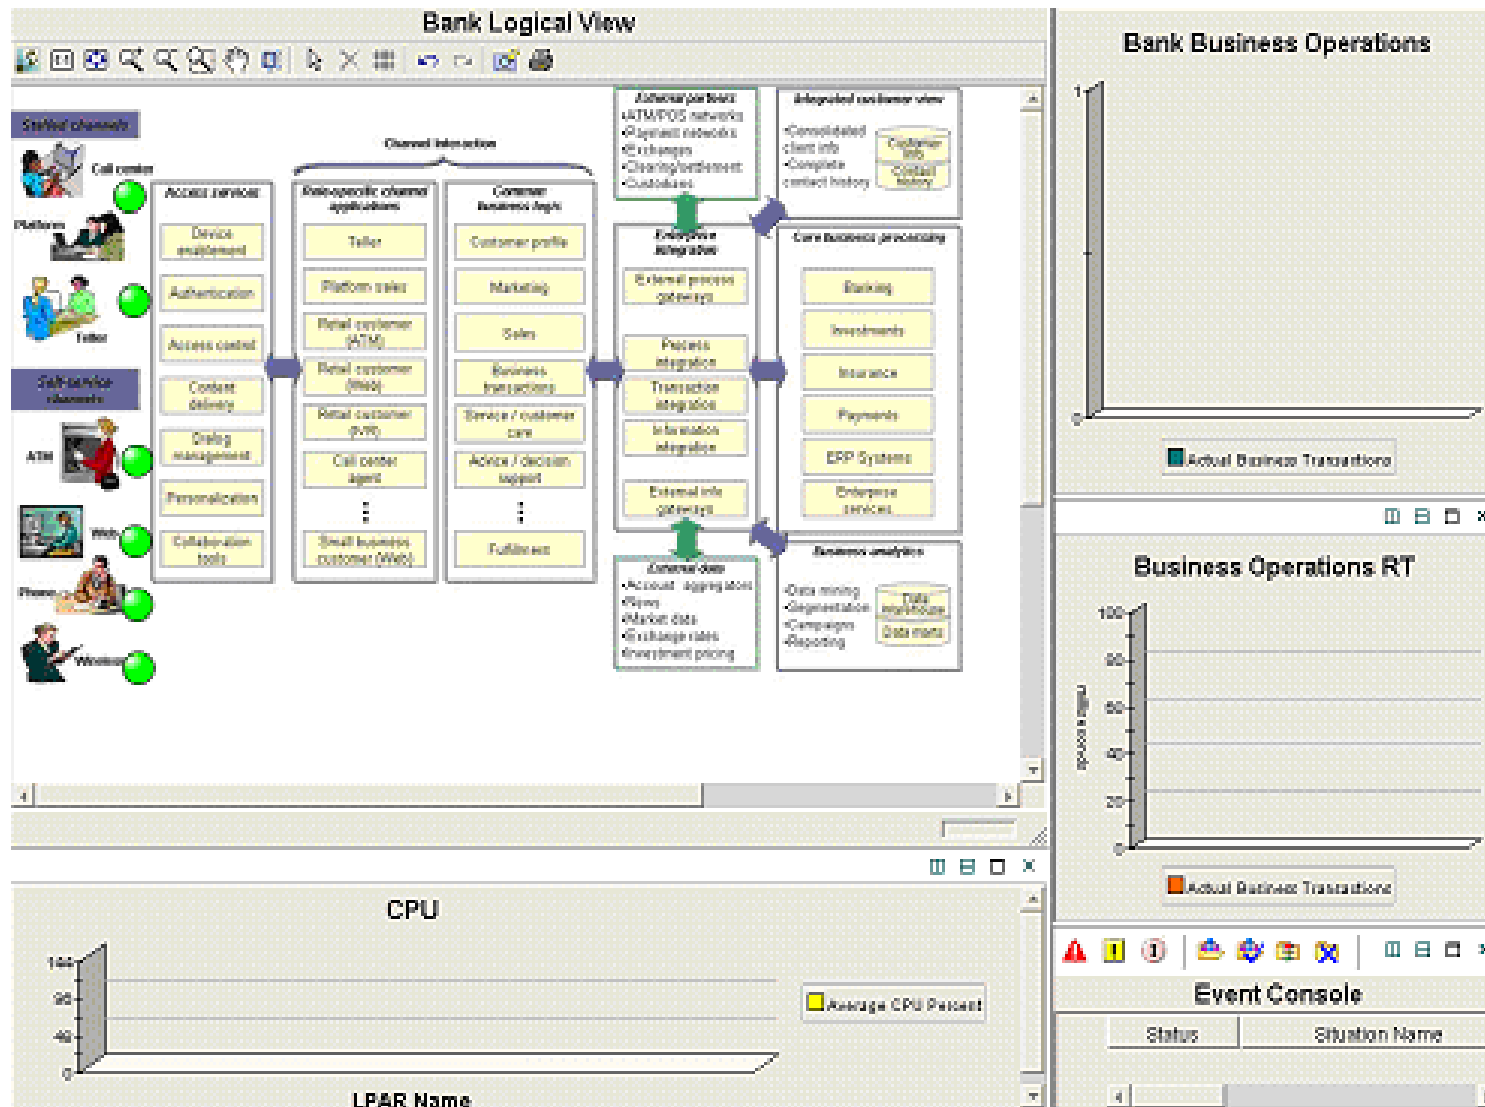 Bank Logical View
Staffed channels
Call center
Platform
Teller
Self-service
channels
ATM
Web
Phone
Wireless
Access services
Device
enablement
Authentication
Access control
Content
delivery
Dialog
management
Personalization
Collaboration
tools
Channel interaction
Role-specific channel
applications
Teller
Platform sales
Retail customer
(ATM)
Retail customer
(Web)
Retail customer
(IVR)
Call center
agent
Small business
customer (Web)
Common
business logic
Customer profile
Marketing
Sales
Business
transactions
Service / customer
care
Advice / decision
support
Fulfillment
External partners
•ATM/POS networks
•Payment networks
•Exchanges
•Clearing/settlement
•Custodians
Enterprise
integration
External process
gateways
Process
integration
Transaction
integration
Information
integration
External info
gateways
External data
•Account aggregators
•News
•Market data
•Exchange rates
•Investment pricing
Integrated customer view
•Consolidated
client info
•Complete
contact history
Customer
info
Contact
history
Core business processing
Banking
Investments
Insurance
Payments
ERP Systems
Enterprise
services
Business analytics
•Data mining
•Segmentation
•Campaigns
•Reporting
Data
warehouse
Data marts
CPU
144
96
48
0
Average CPU Percent
LPAR Name
Bank Business Operations
1
0
Actual Business Transactions
Business Operations RT
100
80
60
40
20
0
Milliseconds
Actual Business Transactions
Event Console
Status
Situation Name